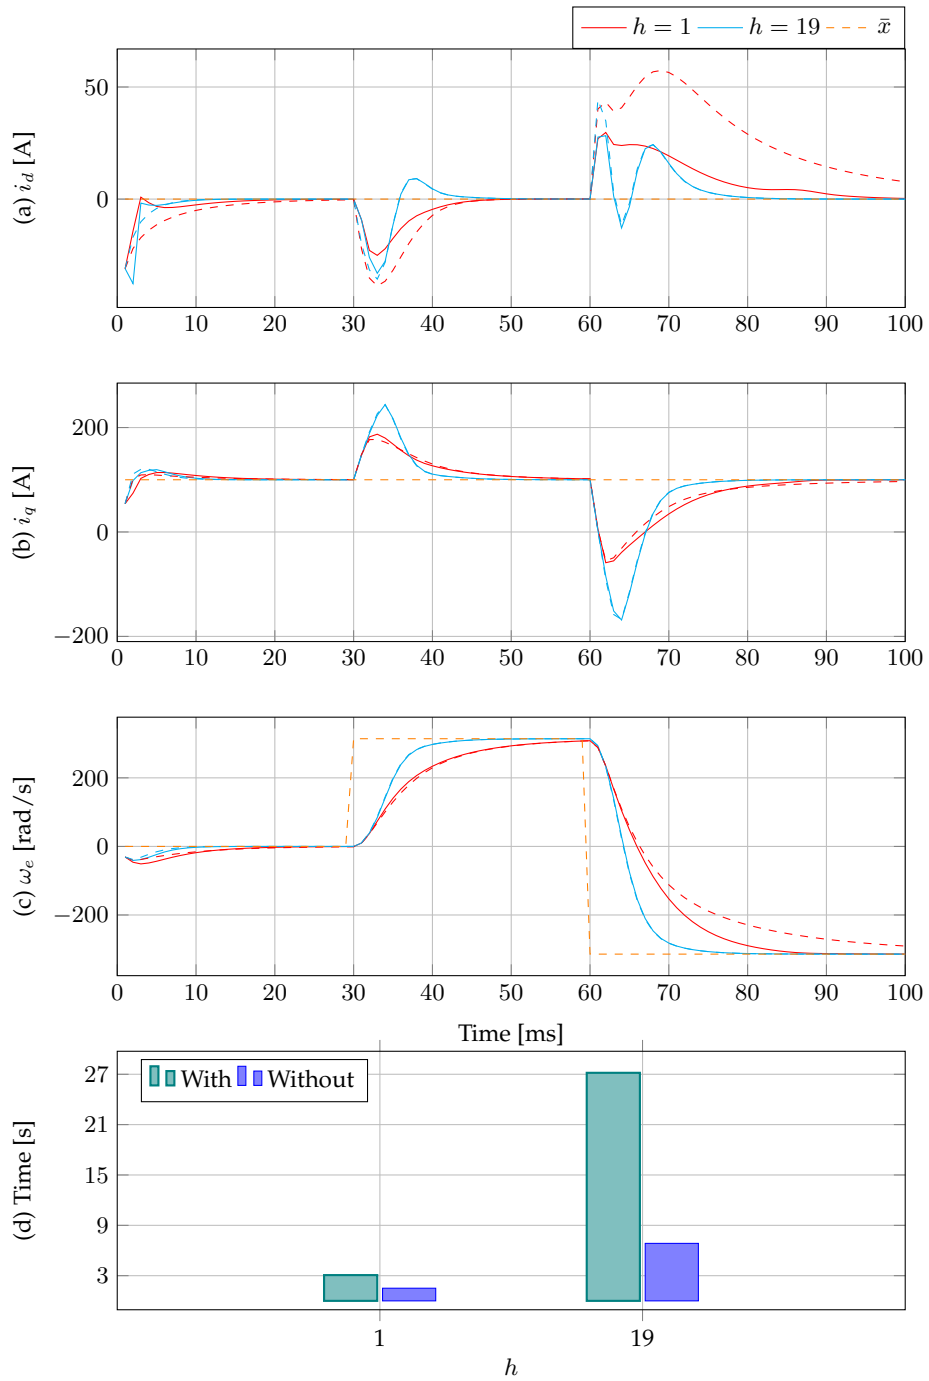 h = 1 h = 19 x̄
(a) i_d [A]
50
0
0 10 20 30 40 50 60 70 80 90 100
(b) i_q [A]
200
0
−200
0 10 20 30 40 50 60 70 80 90 100
(c) ω_e [rad/s]
200
0
−200
0 10 20 30 40 50 60 70 80 90 100
Time [ms]
With Without
(d) Time [s]
27
21
15
9
3
1 19
h